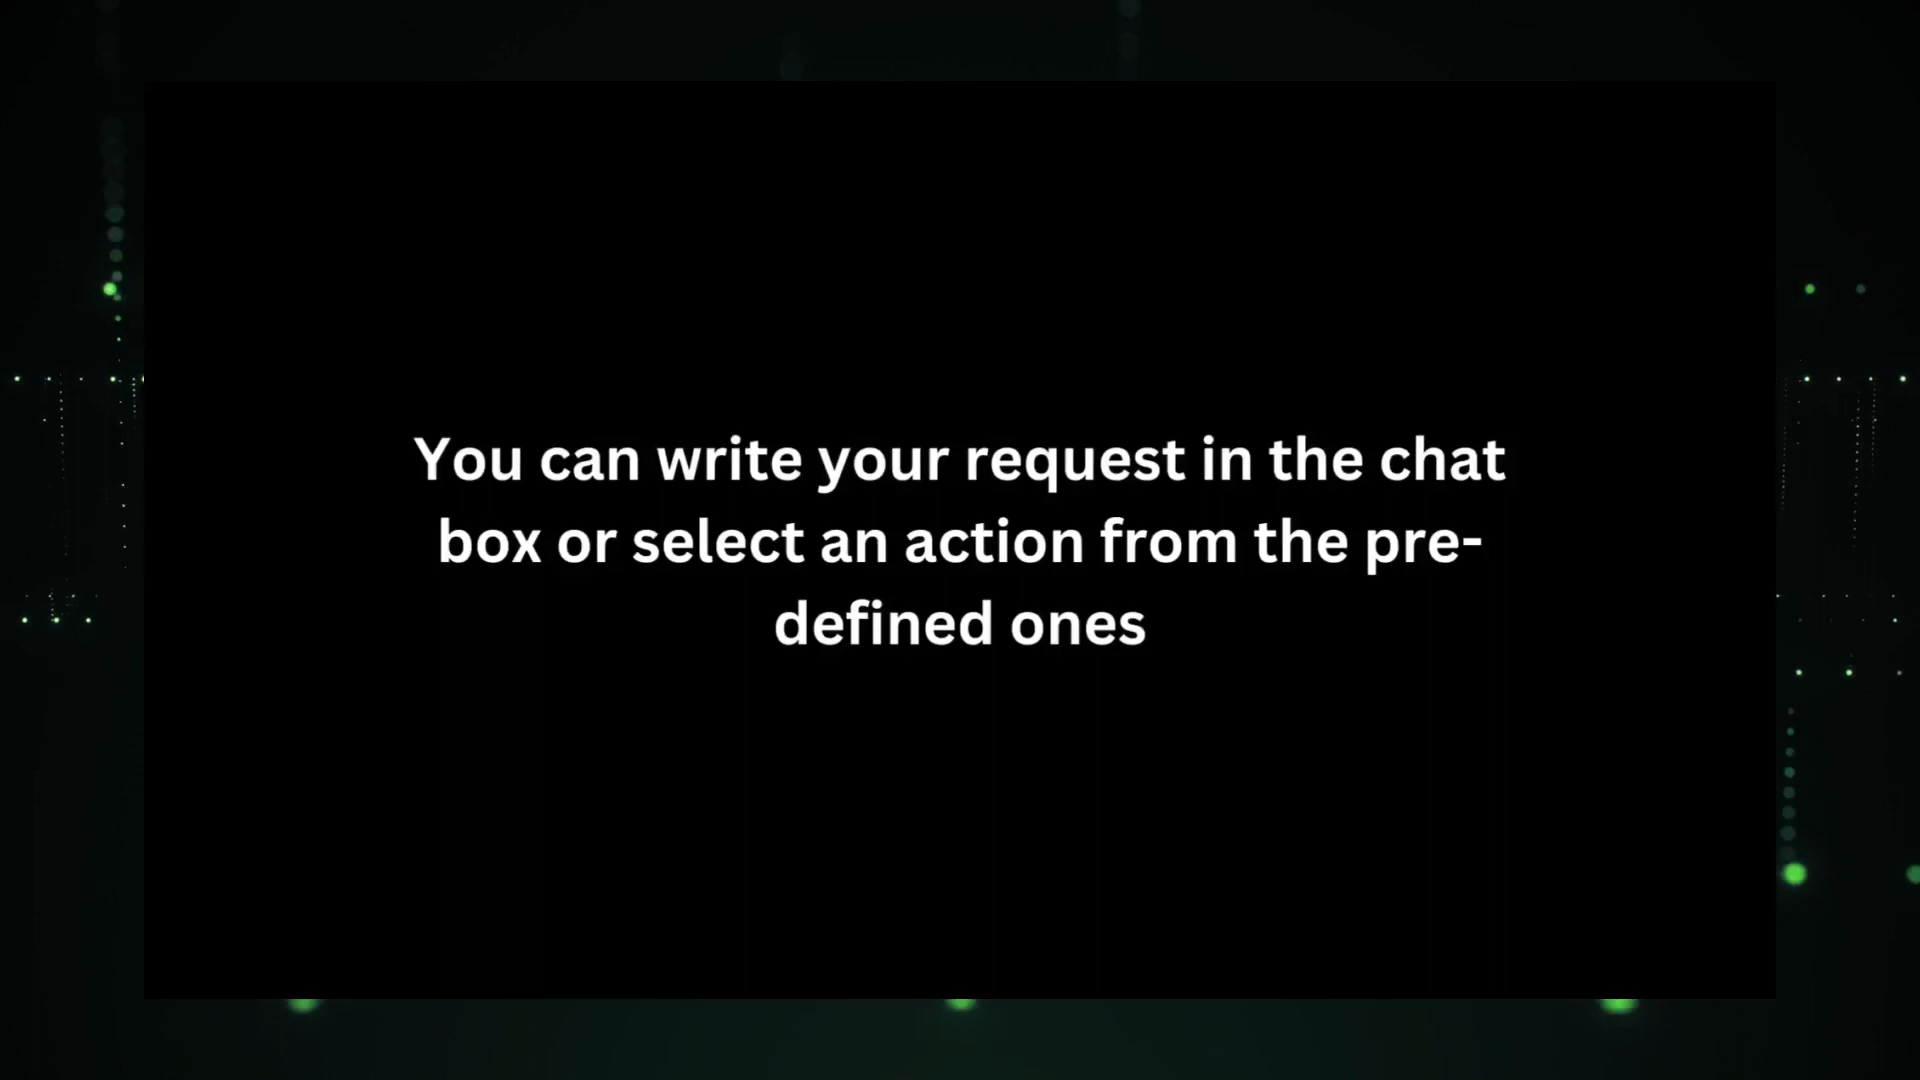 You can write your request in the chat
box or select an action from the pre-
defined ones